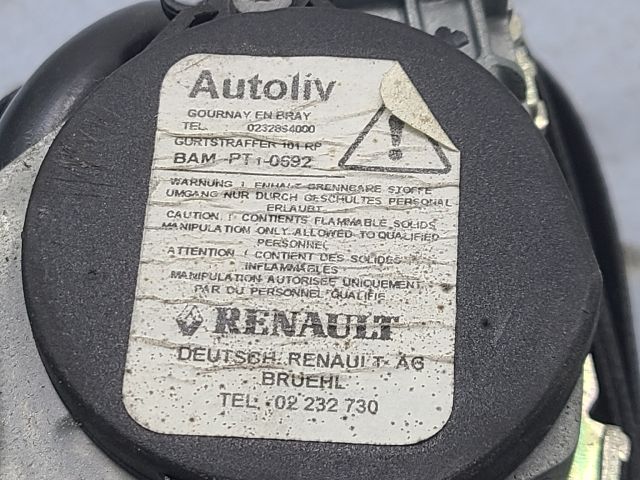 Autoliv
GOURNAY EN BRAY
TEL. 0232894000
GURTSTRAFFER 101 RP
BAM-PT1-0692
WARNUNG ! ENHALT BRENNBARE STOFFE
UMGANG NUR DURCH GESCHULTES PERSONAL
ERLAUBT
CAUTION ! CONTIENTS FLAMMABLE SOLIDS
MANIPULATION ONLY ALLOWED TO QUALIFIED
PERSONNEL
ATTENTION ! CONTIENT DES SOLIDES
INFLAMMABLES
MANIPULATION AUTORISEE UNIQUEMENT
PAR DU PERSONNEL QUALIFIE
RENAULT
DEUTSCH. RENAULT-AG
BRUEHL
TEL. 02 232 730